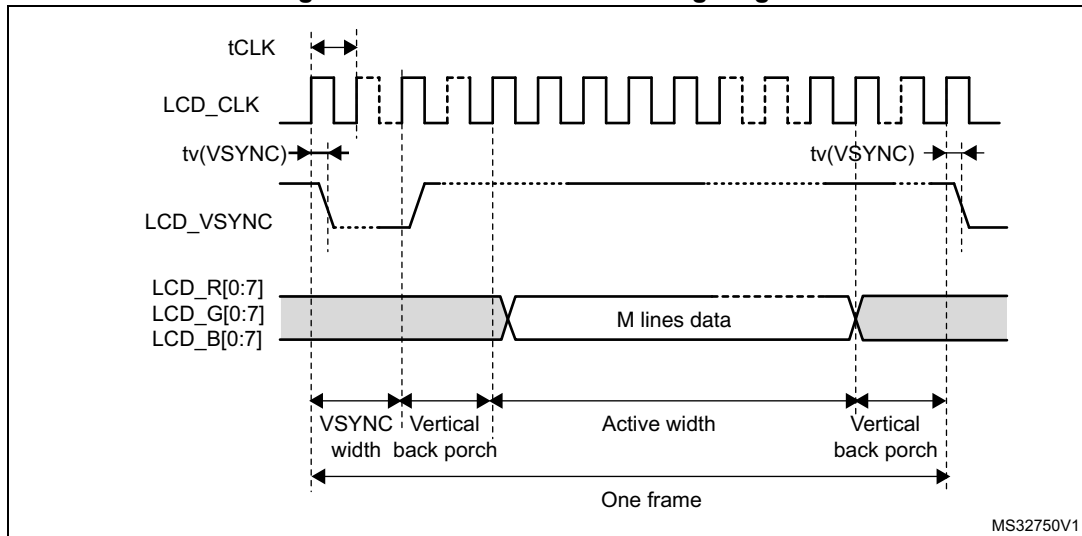 tCLK
LCD_CLK
tv(VSYNC)
tv(VSYNC)
LCD_VSYNC
LCD_R[0:7]
LCD_G[0:7]
LCD_B[0:7]
M lines data
VSYNC width
Vertical back porch
Active width
Vertical back porch
One frame
MS32750V1